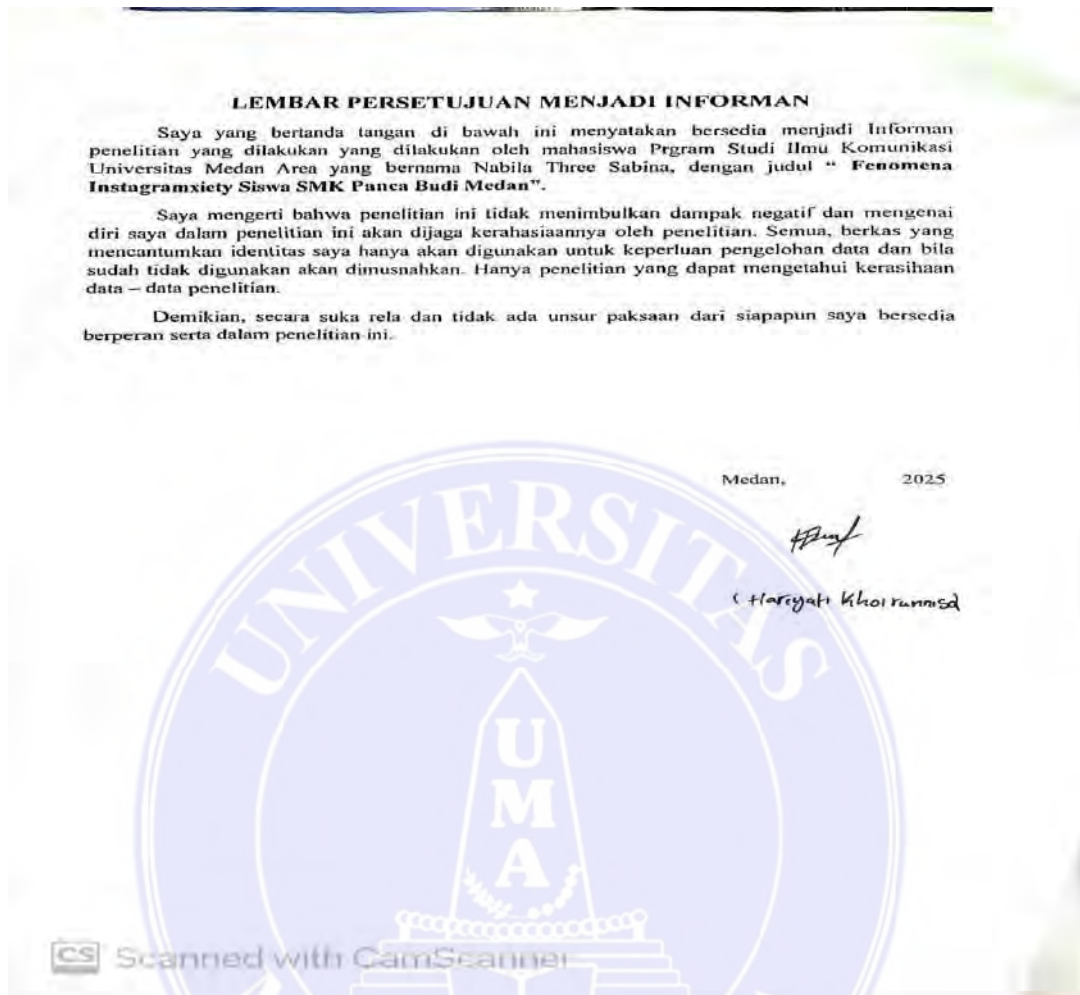 LEMBAR PERSETUJUAN MENJADI INFORMAN
Saya yang bertanda tangan di bawah ini menyatakan bersedia menjadi Informan
penelitian yang dilakukan yang dilakukan oleh mahasiswa Prgram Studi Ilmu Komunikasi
Universitas Medan Area yang bernama Nabila Three Sabina, dengan judul “ Fenomena
Instagramxiety Siswa SMK Panca Budi Medan”.
Saya mengerti bahwa penelitian ini tidak menimbulkan dampak negatif dan mengenai
diri saya dalam penelitian ini akan dijaga kerahasiaannya oleh penelitian. Semua, berkas yang
mencantumkan identitas saya hanya akan digunakan untuk keperluan pengelohan data dan bila
sudah tidak digunakan akan dimusnahkan. Hanya penelitian yang dapat mengetahui kerasihaan
data – data penelitian.
Demikian, secara suka rela dan tidak ada unsur paksaan dari siapapun saya bersedia
berperan serta dalam penelitian ini.
Medan, 2025
( Hariyati Khoirunnisa
UNIVERSITAS
UMA
CS Scanned with CamScanner